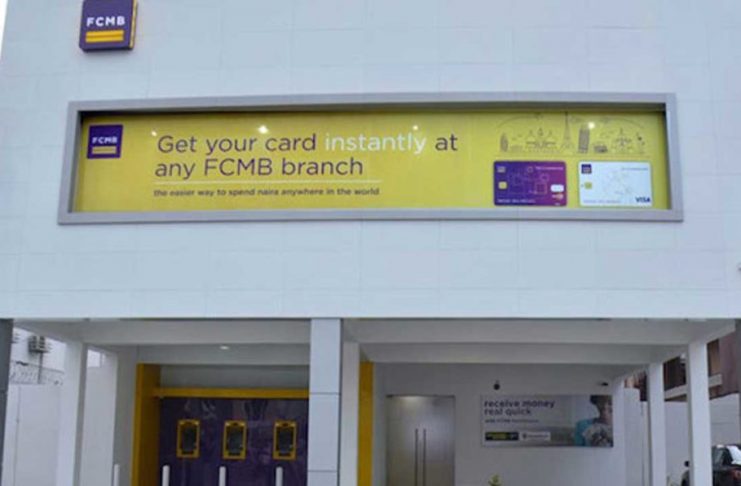 FCMB
FCMB
Get your card instantly at
any FCMB branch
the easier way to spend naira anywhere in the world
VISA
receive money
real quick